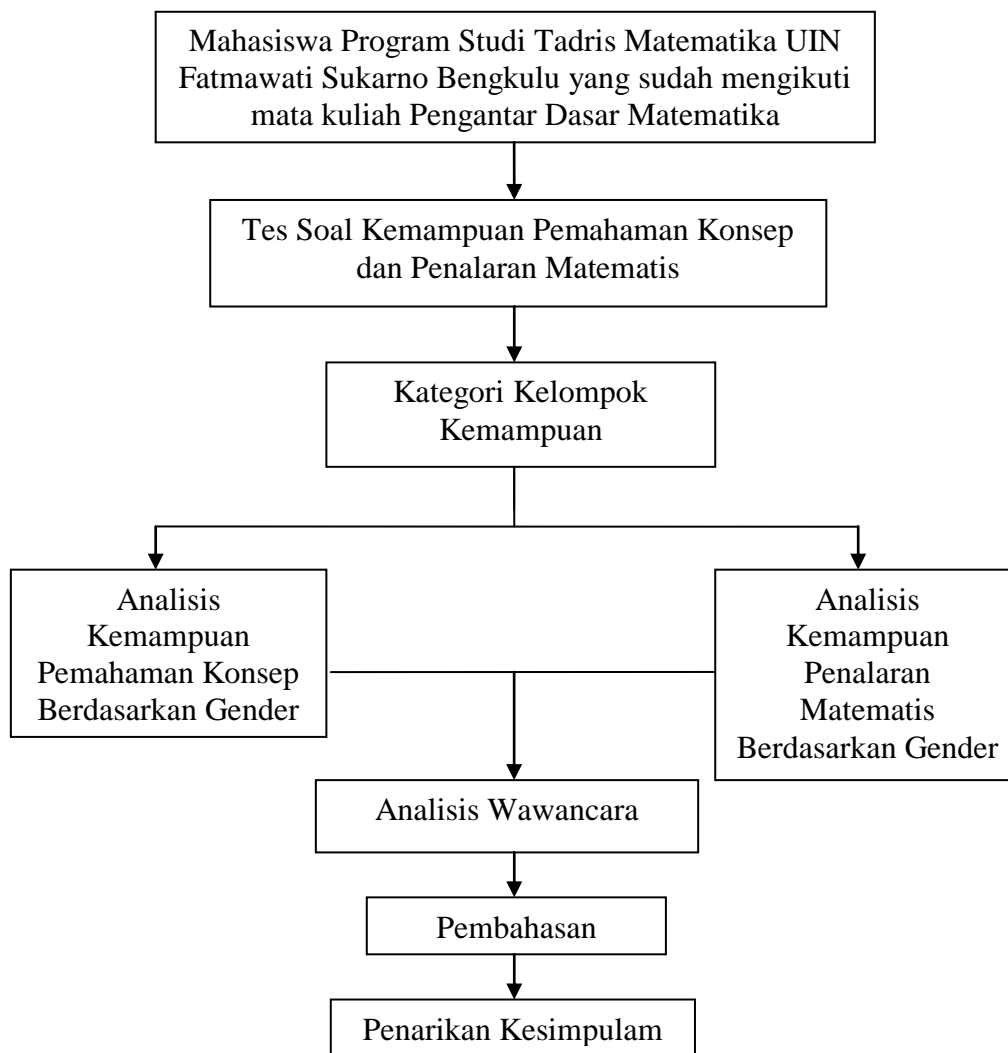 Mahasiswa Program Studi Tadris Matematika UIN
Fatmawati Sukarno Bengkulu yang sudah mengikuti
mata kuliah Pengantar Dasar Matematika
Tes Soal Kemampuan Pemahaman Konsep
dan Penalaran Matematis
Kategori Kelompok
Kemampuan
Analisis
Kemampuan
Pemahaman Konsep
Berdasarkan Gender
Analisis
Kemampuan
Penalaran
Matematis
Berdasarkan Gender
Analisis Wawancara
Pembahasan
Penarikan Kesimpulam